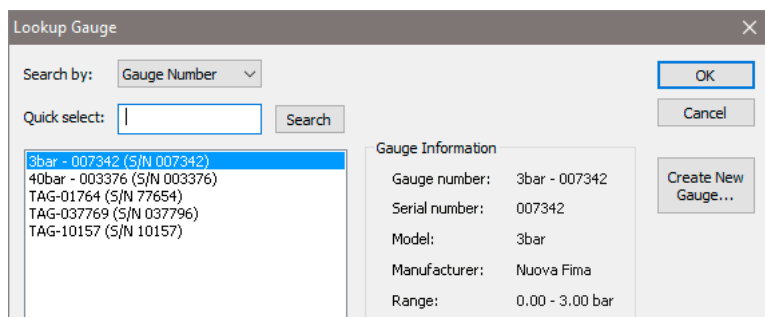 Lookup Gauge
Search by: Gauge Number
Quick select: Search
3bar - 007342 (S/N 007342)
40bar - 003376 (S/N 003376)
TAG-01764 (S/N 77654)
TAG-037769 (S/N 037796)
TAG-10157 (S/N 10157)
Gauge Information
Gauge number: 3bar - 007342
Serial number: 007342
Model: 3bar
Manufacturer: Nuova Fima
Range: 0.00 - 3.00 bar
OK
Cancel
Create New
Gauge...